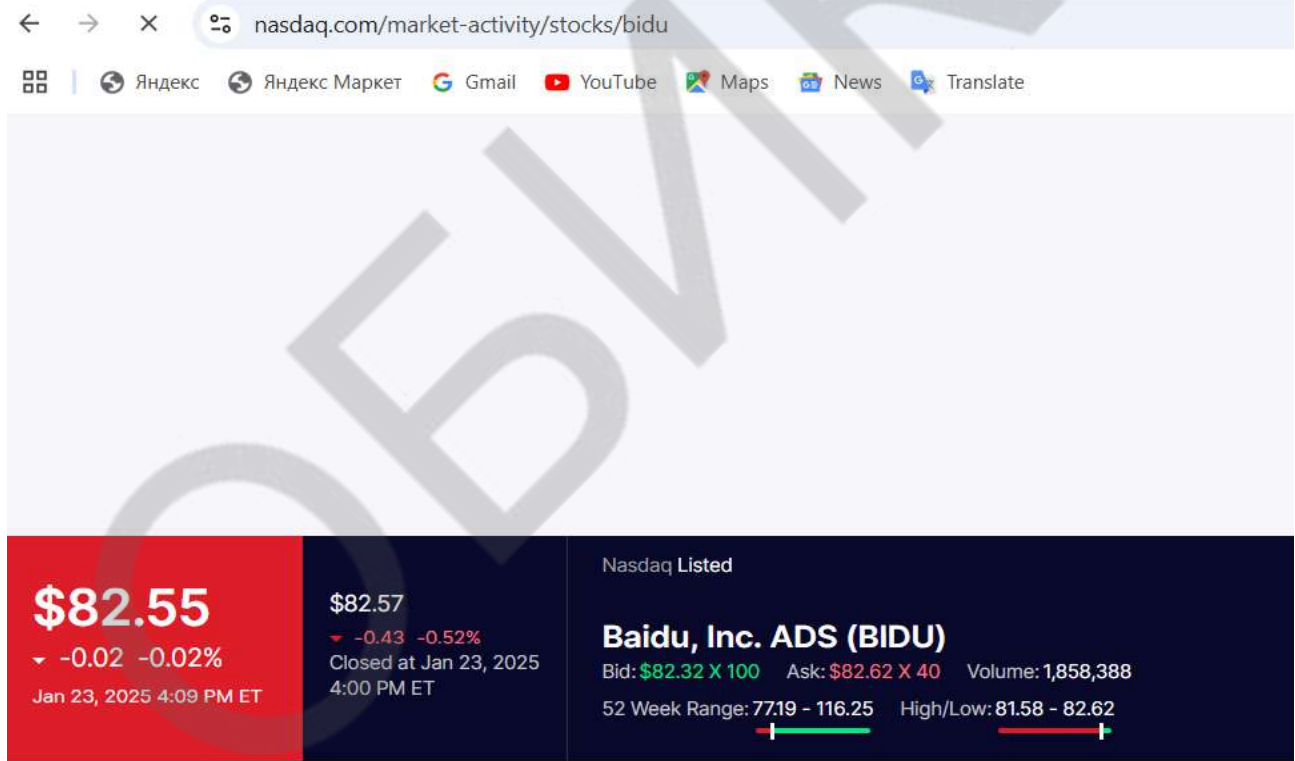 nasdaq.com/market-activity/stocks/bidu
Яндекс Яндекс Маркет Gmail YouTube Maps News Translate
ОБИ
$82.55
-0.02 -0.02%
Jan 23, 2025 4:09 PM ET
$82.57
-0.43 -0.52%
Closed at Jan 23, 2025
4:00 PM ET
Nasdaq Listed
Baidu, Inc. ADS (BIDU)
Bid: $82.32 X 100 Ask: $82.62 X 40 Volume: 1,858,388
52 Week Range: 77.19 - 116.25 High/Low: 81.58 - 82.62